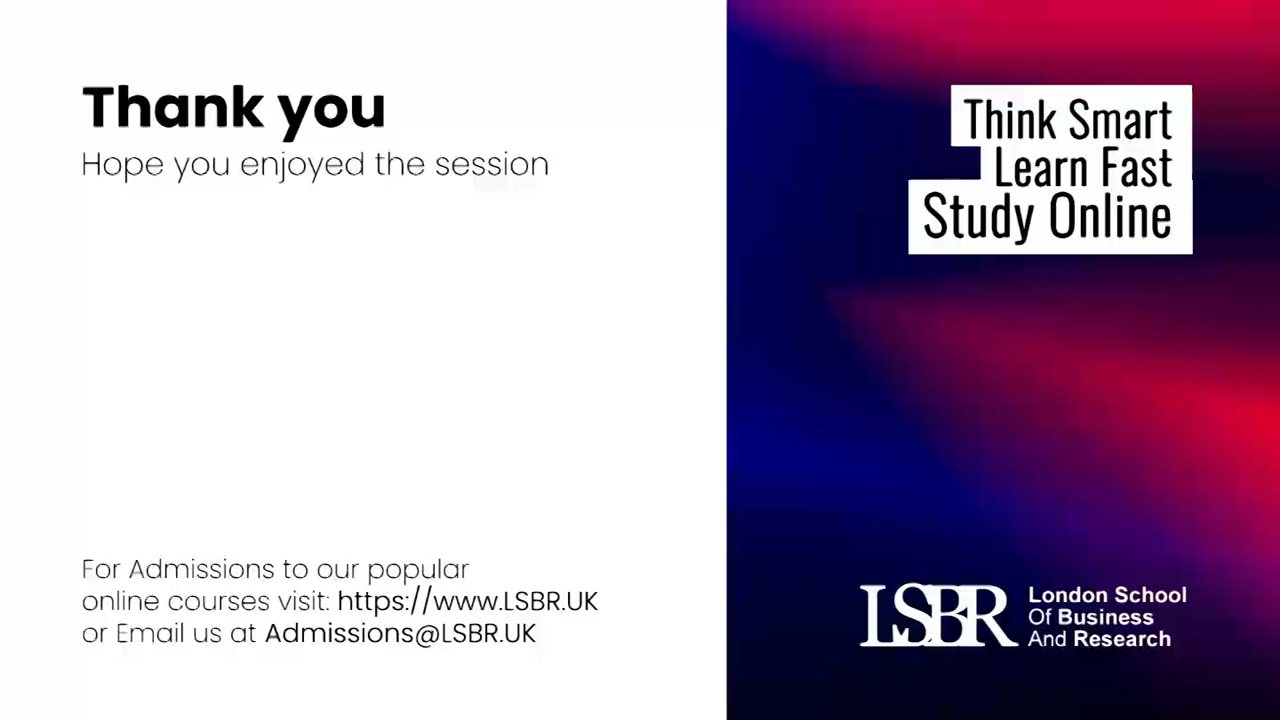 Thank you
Hope you enjoyed the session
For Admissions to our popular
online courses visit: https://www.LSBR.UK
or Email us at Admissions@LSBR.UK
Think Smart
Learn Fast
Study Online
LSBR
London School
Of Business
And Research